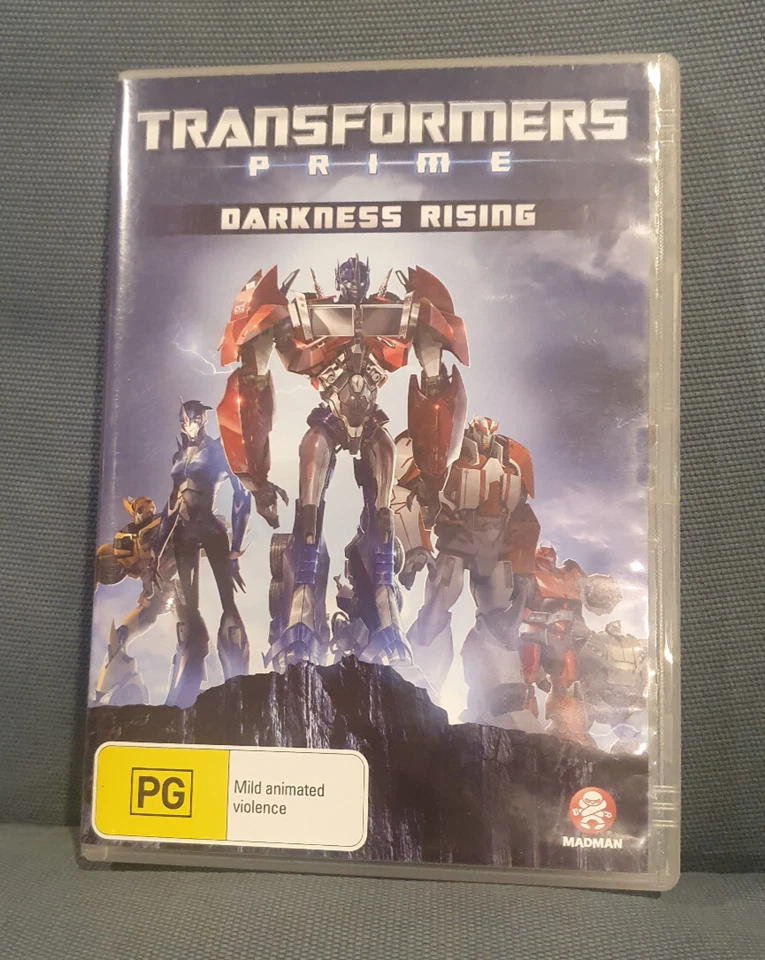 TRANSFORMERS
PRIME
DARKNESS RISING
PG
Mild animated
violence
MADMAN